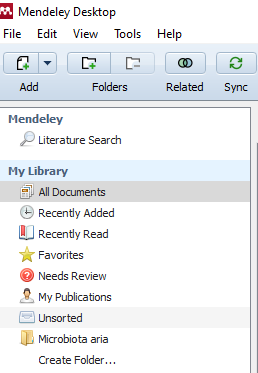 Mendeley Desktop
File View Tools Help
Add Folders Related Sync
Mendeley
Literature Search
My Library
All Documents
Recently Added
Recently Read
Favorites
Needs Review
My Publications
Unsorted
Microbiota aria
Create Folder...